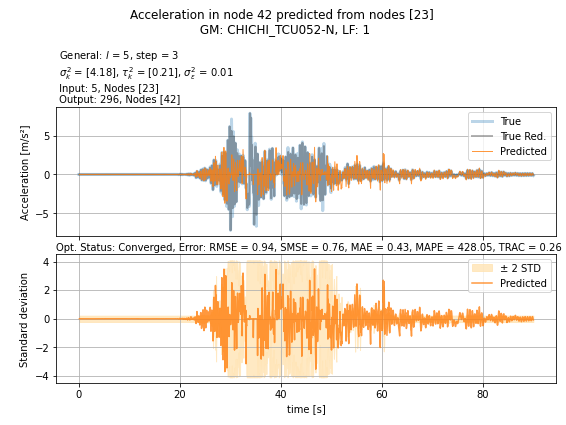 Acceleration in node 42 predicted from nodes [23]
GM: CHICHI_TCU052-N, LF: 1
General: l = 5, step = 3
σ²ₖ = [4.18], τ²ₖ = [0.21], σ²ε = 0.01
Input: 5, Nodes [23]
Output: 296, Nodes [42]
True
True Red.
Predicted
Acceleration [m/s²]
5
0
−5
Opt. Status: Converged, Error: RMSE = 0.94, SMSE = 0.76, MAE = 0.43, MAPE = 428.05, TRAC = 0.26
± 2 STD
Predicted
Standard deviation
4
2
0
−2
−4
0 20 40 60 80
time [s]